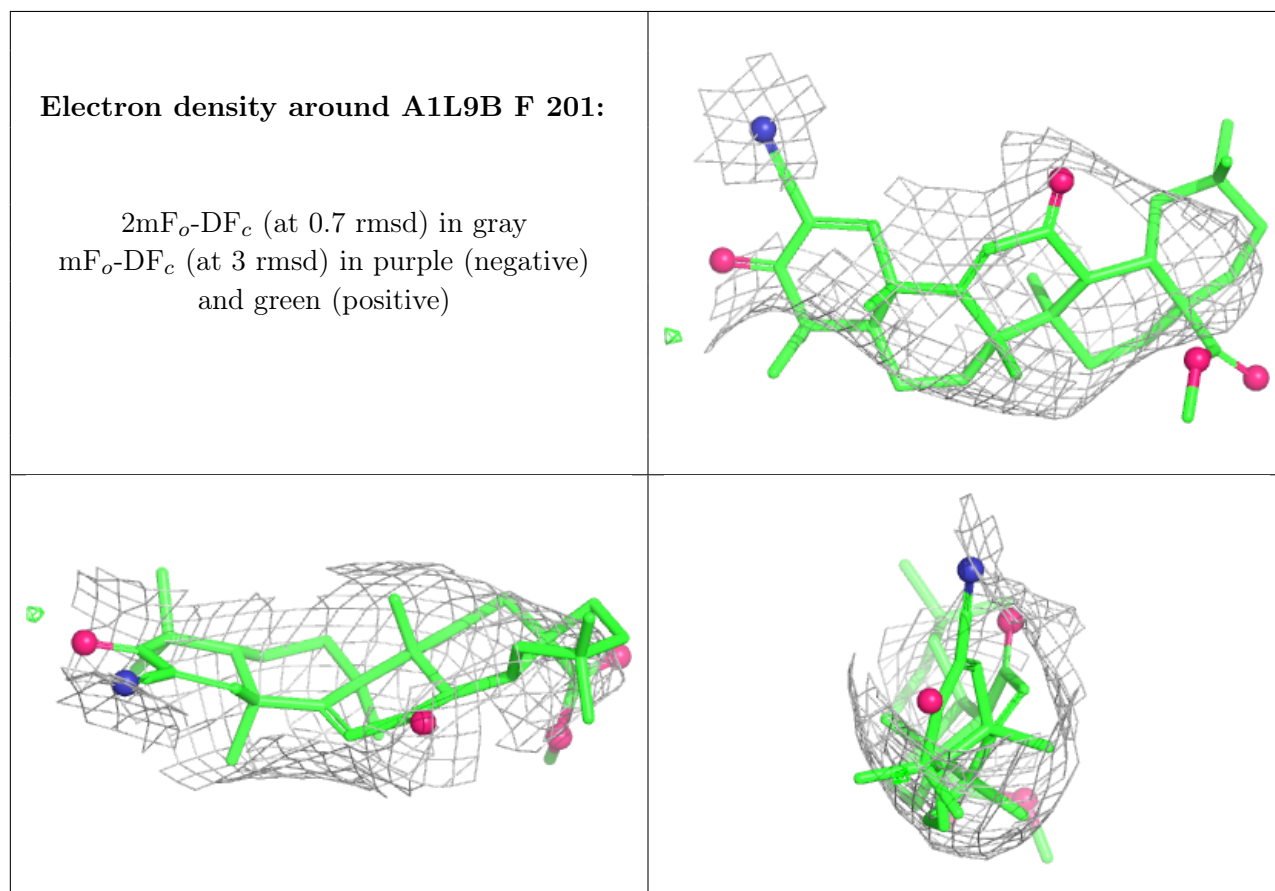 Electron density around A1L9B F 201:
2mFo-DFc (at 0.7 rmsd) in gray
mFo-DFc (at 3 rmsd) in purple (negative)
and green (positive)